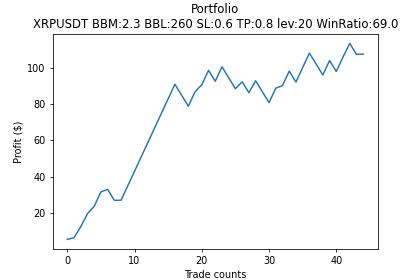 Portfolio
XRPUSDT BBM:2.3 BBL:260 SL:0.6 TP:0.8 lev:20 WinRatio:69.0
Profit ($)
100
80
60
40
20
0
10
20
30
40
Trade counts